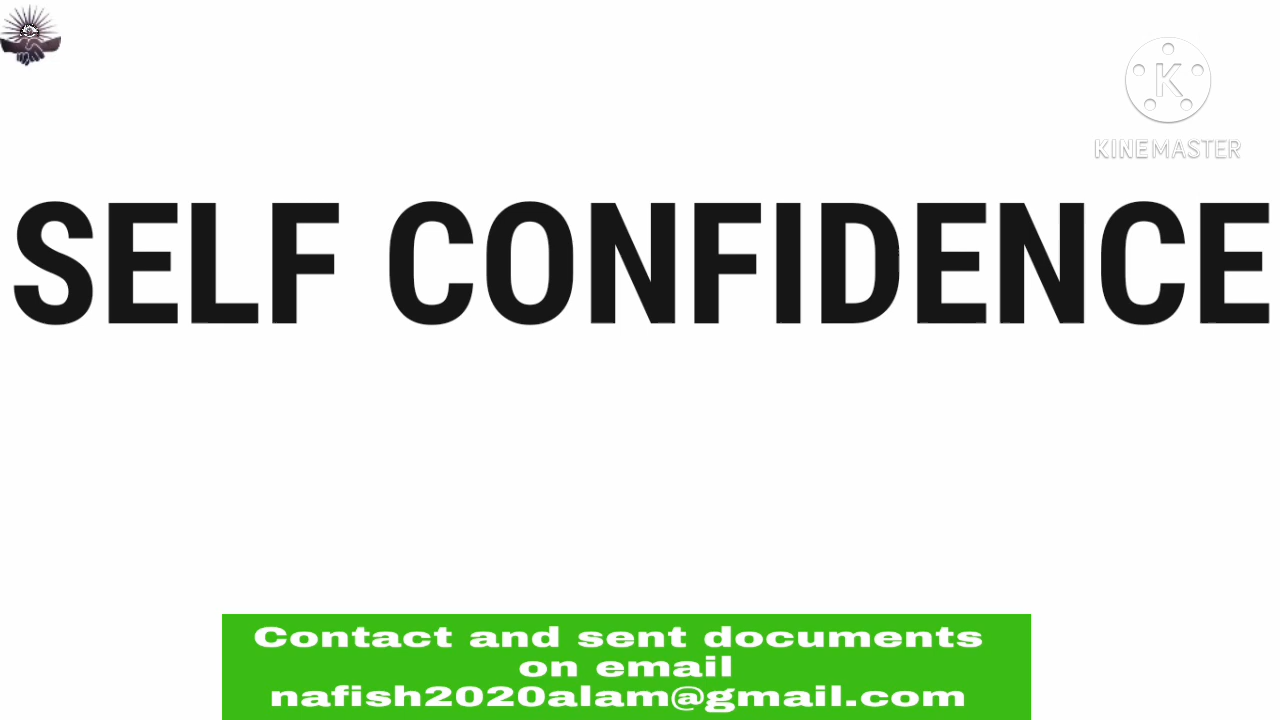 K
KINEMASTER
SELF CONFIDENCE
Contact and sent documents
on email
nafish2020alam@gmail.com